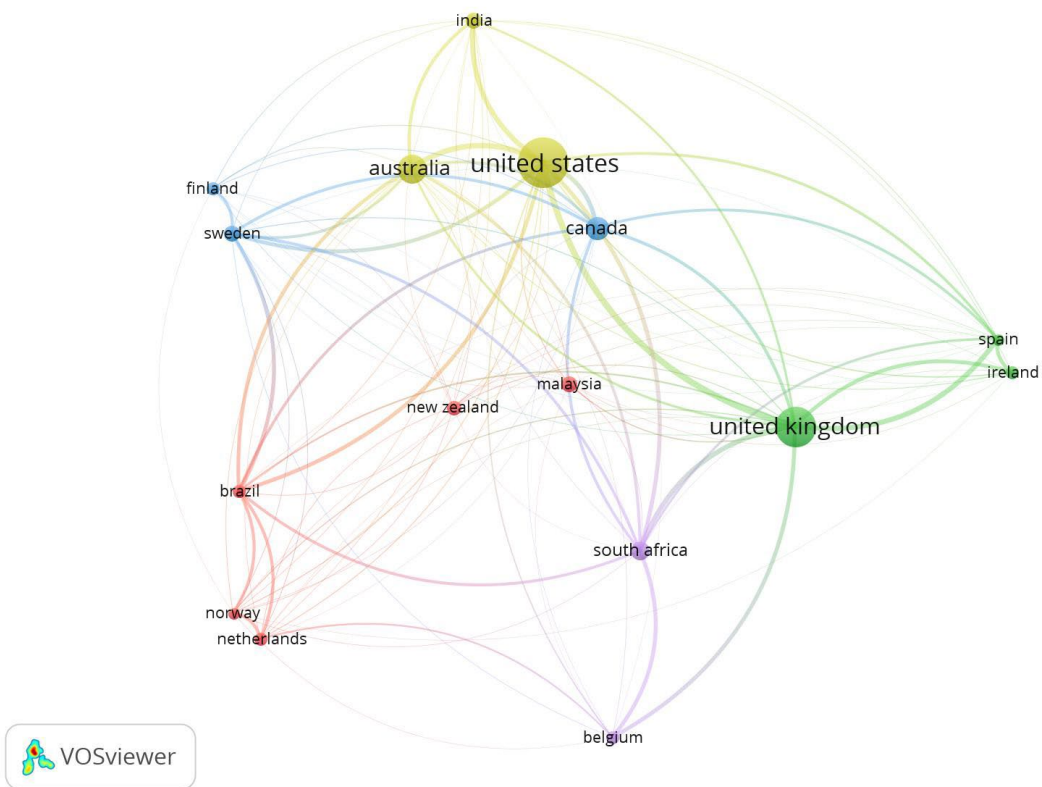 india
united states
australia
finland
canada
sweden
spain
ireland
malaysia
new zealand
united kingdom
brazil
south africa
norway
netherlands
belgium
VOSviewer